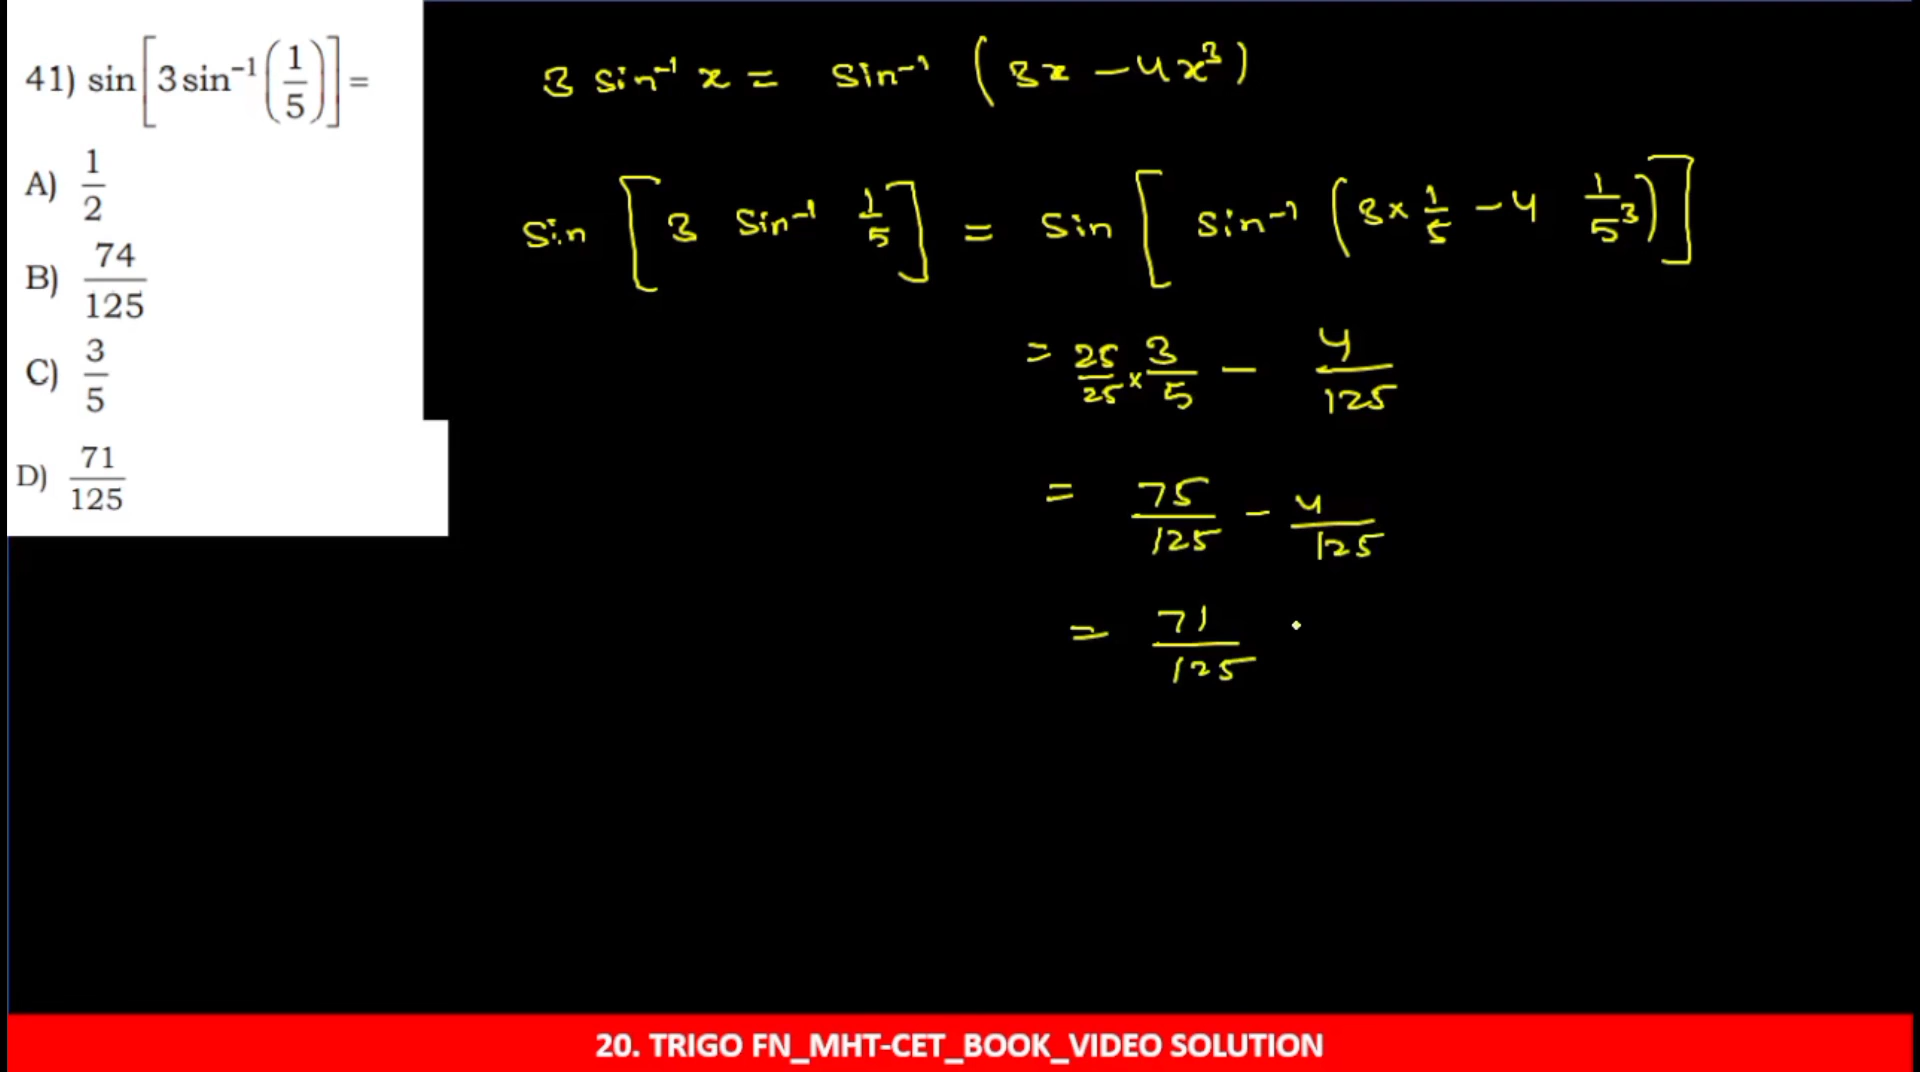 41) sin[3 sin⁻¹(1/5)] =
A) 1/2
B) 74/125
C) 3/5
D) 71/125
3 sin⁻¹ x = sin⁻¹ (3x − 4x³)
sin [3 sin⁻¹ 1/5] = sin [sin⁻¹ (3 × 1/5 − 4 1/5³)]
= 25/25 × 3/5 − 4/125
= 75/125 − 4/125
= 71/125
20. TRIGO FN_MHT-CET_BOOK_VIDEO SOLUTION